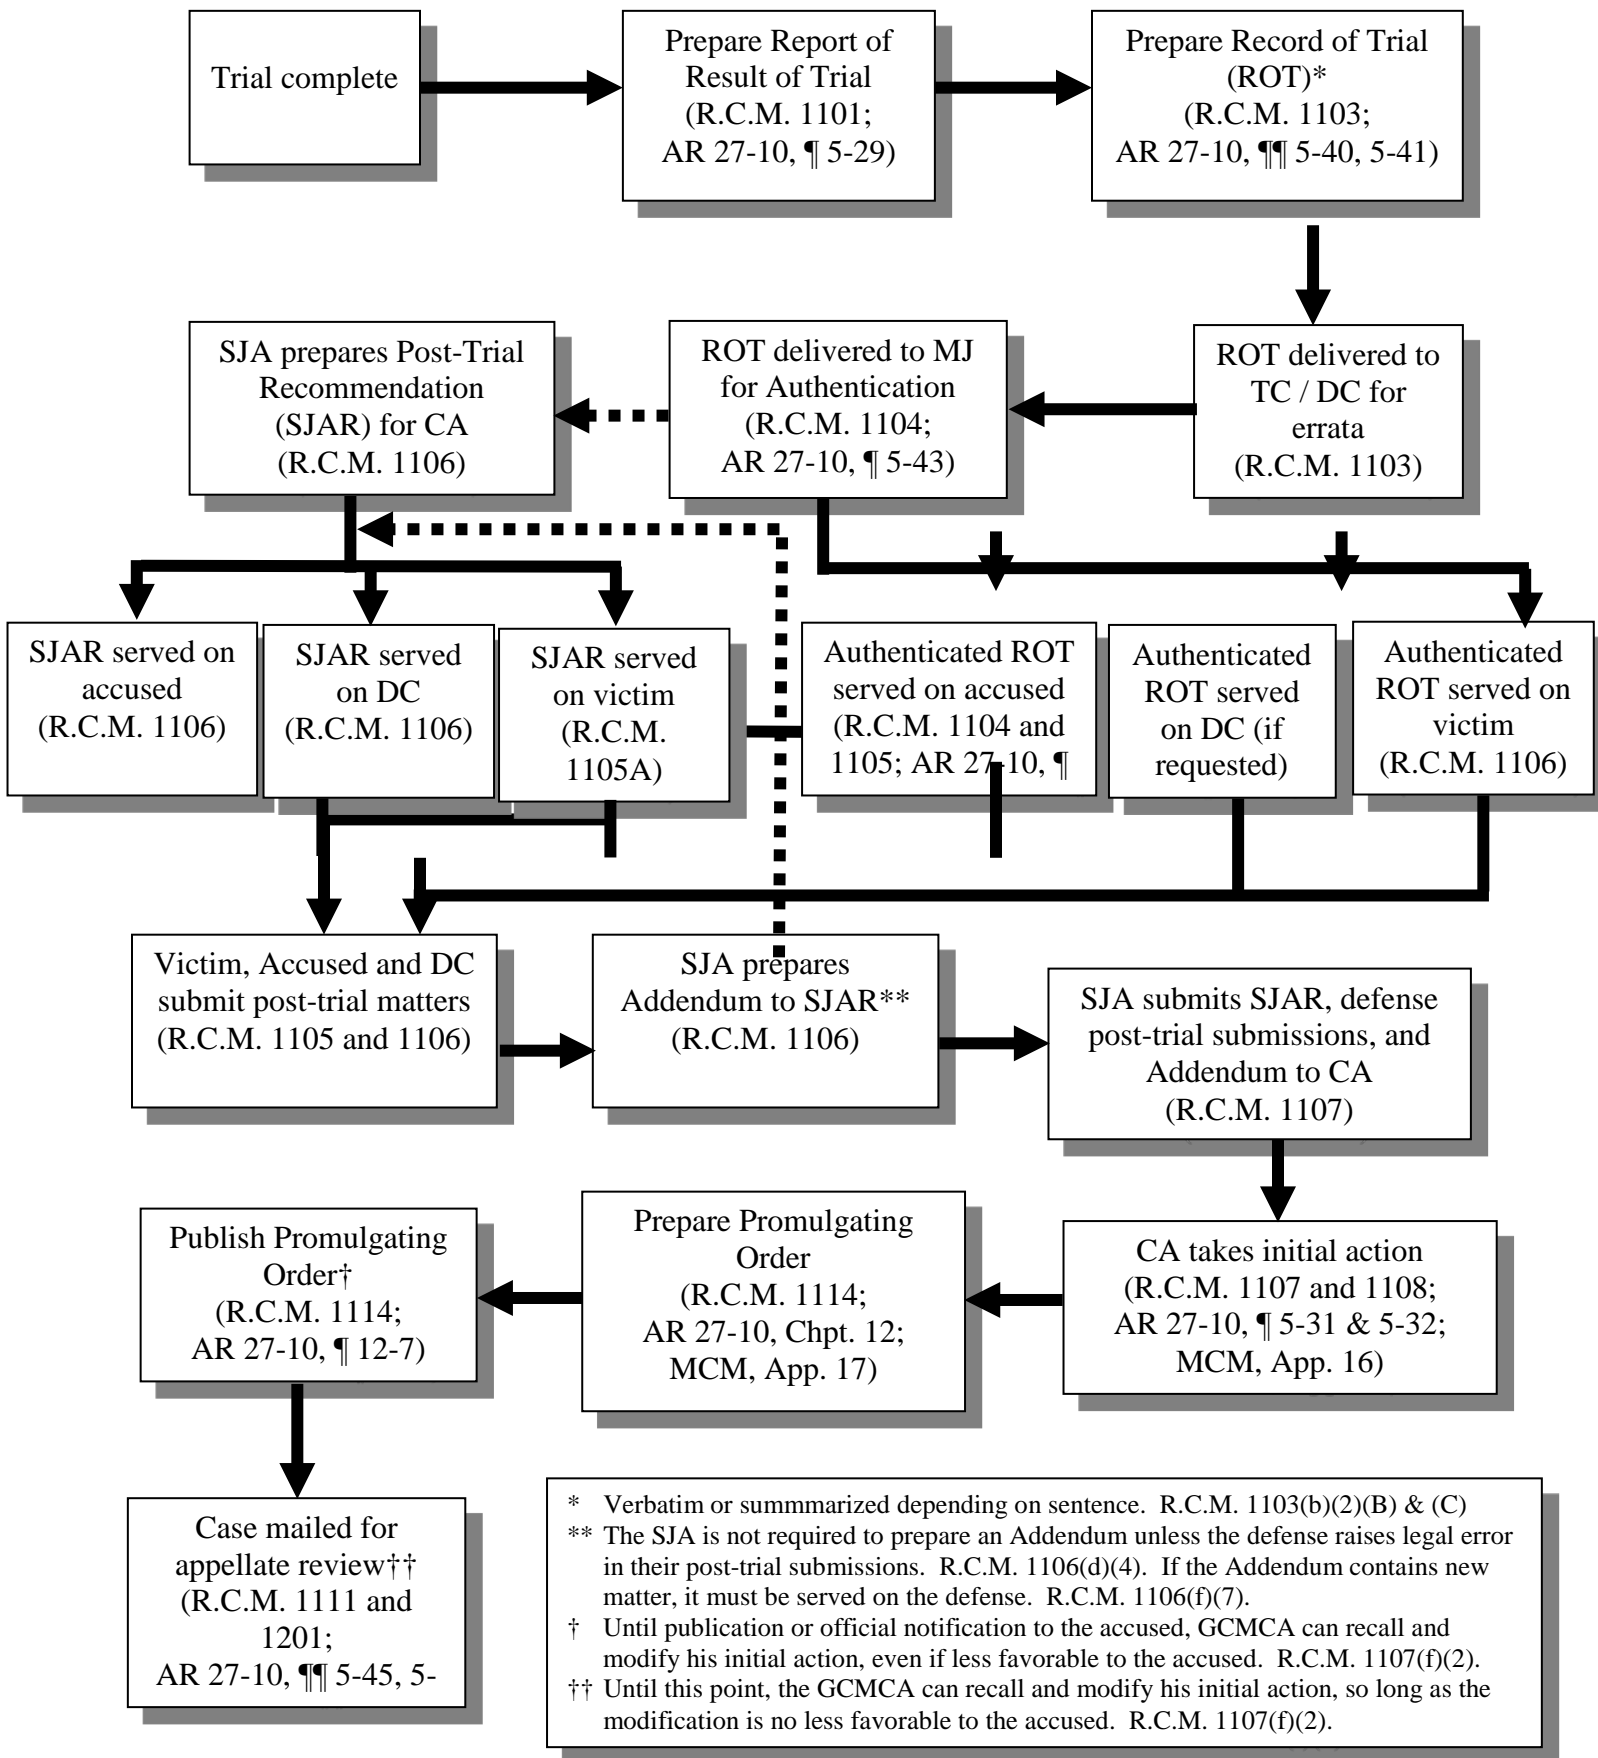 Trial complete
Prepare Report of
Result of Trial
(R.C.M. 1101;
AR 27-10, ¶ 5-29)
Prepare Record of Trial
(ROT)*
(R.C.M. 1103;
AR 27-10, ¶¶ 5-40, 5-41)
SJA prepares Post-Trial
Recommendation
(SJAR) for CA
(R.C.M. 1106)
ROT delivered to MJ
for Authentication
(R.C.M. 1104;
AR 27-10, ¶ 5-43)
ROT delivered to
TC / DC for
errata
(R.C.M. 1103)
SJAR served on
accused
(R.C.M. 1106)
SJAR served
on DC
(R.C.M. 1106)
SJAR served
on victim
(R.C.M.
1105A)
Authenticated ROT
served on accused
(R.C.M. 1104 and
1105; AR 27-10, ¶
Authenticated
ROT served
on DC (if
requested)
Authenticated
ROT served on
victim
(R.C.M. 1106)
Victim, Accused and DC
submit post-trial matters
(R.C.M. 1105 and 1106)
SJA prepares
Addendum to SJAR**
(R.C.M. 1106)
SJA submits SJAR, defense
post-trial submissions, and
Addendum to CA
(R.C.M. 1107)
Publish Promulgating
Order†
(R.C.M. 1114;
AR 27-10, ¶ 12-7)
Prepare Promulgating
Order
(R.C.M. 1114;
AR 27-10, Chpt. 12;
MCM, App. 17)
CA takes initial action
(R.C.M. 1107 and 1108;
AR 27-10, ¶ 5-31 & 5-32;
MCM, App. 16)
Case mailed for
appellate review††
(R.C.M. 1111 and
1201;
AR 27-10, ¶¶ 5-45, 5-
* Verbatim or summmarized depending on sentence. R.C.M. 1103(b)(2)(B) & (C)
** The SJA is not required to prepare an Addendum unless the defense raises legal error
in their post-trial submissions. R.C.M. 1106(d)(4). If the Addendum contains new
matter, it must be served on the defense. R.C.M. 1106(f)(7).
† Until publication or official notification to the accused, GCMCA can recall and
modify his initial action, even if less favorable to the accused. R.C.M. 1107(f)(2).
†† Until this point, the GCMCA can recall and modify his initial action, so long as the
modification is no less favorable to the accused. R.C.M. 1107(f)(2).